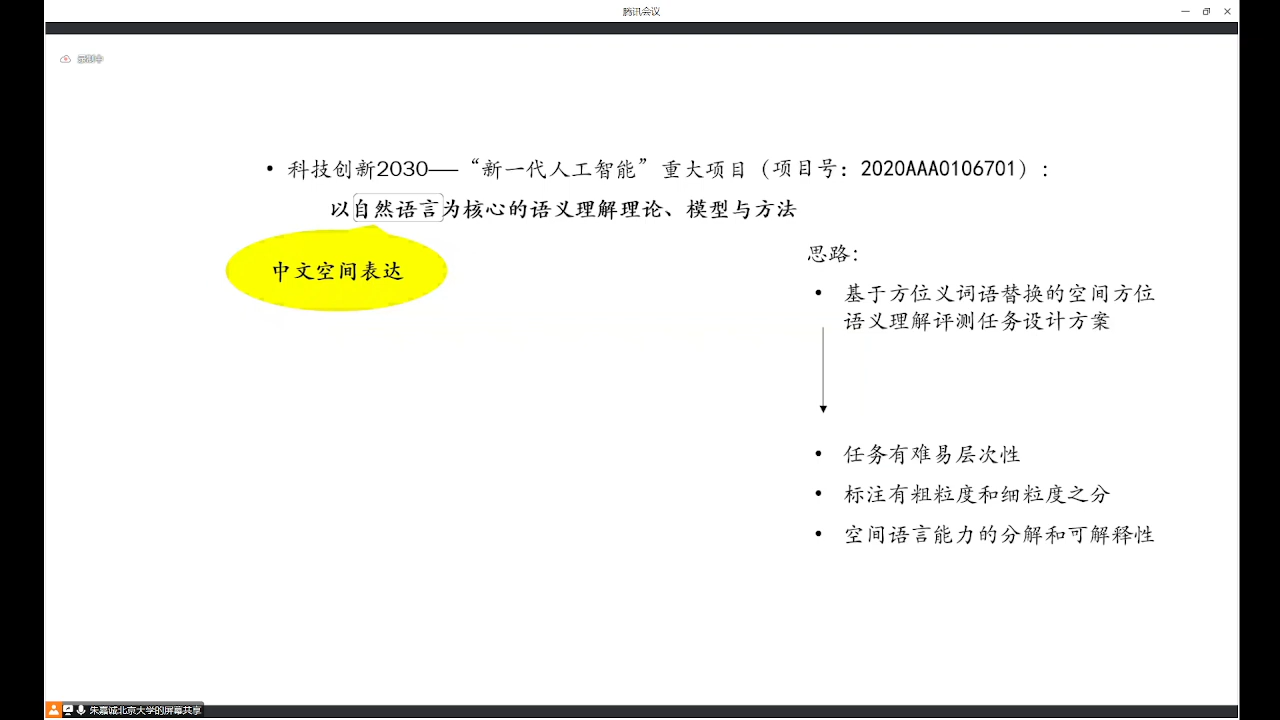 腾讯会议
录制中
• 科技创新2030——“新一代人工智能”重大项目（项目号：2020AAA0106701）：
以自然语言为核心的语义理解理论、模型与方法
中文空间表达
思路：
• 基于方位义词语替换的空间方位
语义理解评测任务设计方案
• 任务有难易层次性
• 标注有粗粒度和细粒度之分
• 空间语言能力的分解和可解释性
朱嘉诚北京大学的屏幕共享